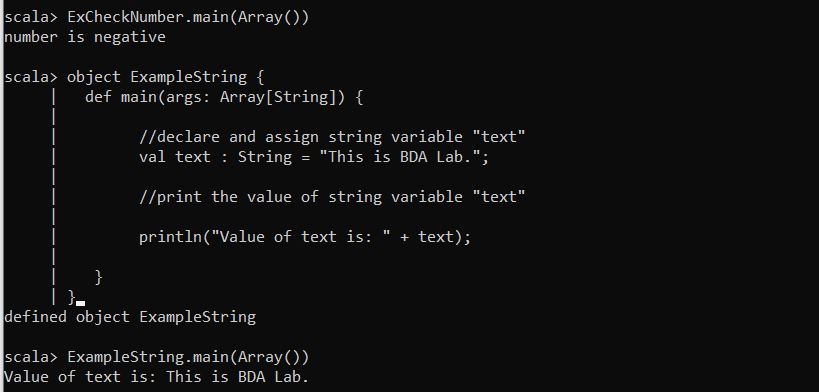 scala> ExCheckNumber.main(Array())
number is negative
scala> object ExampleString {
     |   def main(args: Array[String]) {
     |
     |         //declare and assign string variable "text"
     |         val text : String = "This is BDA Lab.";
     |
     |         //print the value of string variable "text"
     |
     |         println("Value of text is: " + text);
     |
     |    }
     | }
defined object ExampleString
scala> ExampleString.main(Array())
Value of text is: This is BDA Lab.